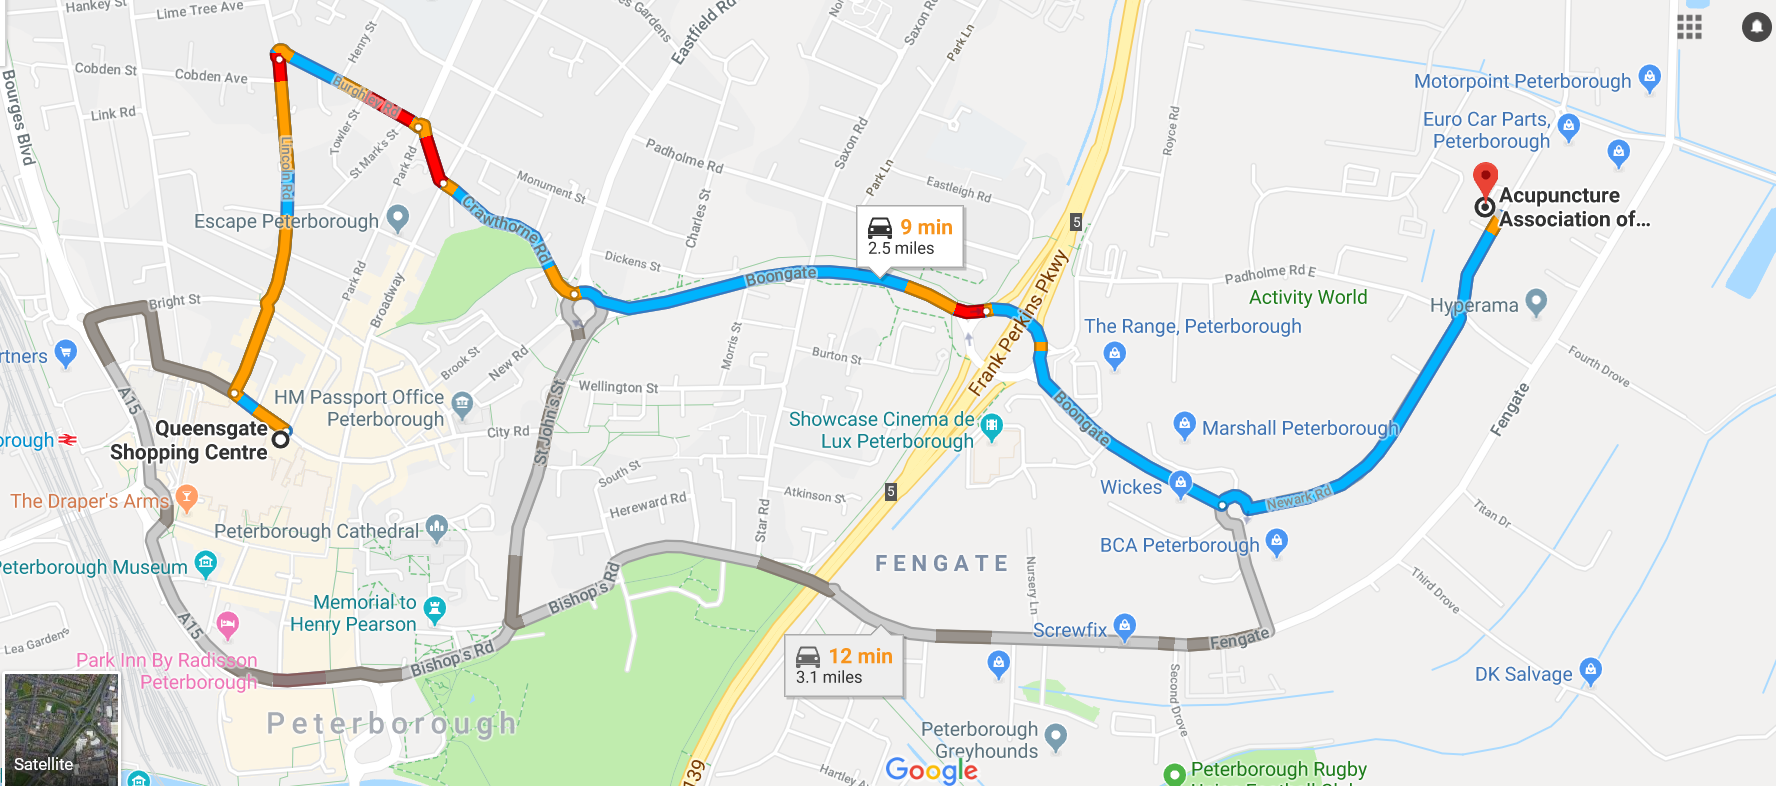 Hankey St
Lime Tree Ave
Henry St
Gardens
Eastfield Rd
Saxon Rd
Park Ln
Cobden St
Cobden Ave
Link Rd
Bourges Blvd
Burghley Rd
Lincoln Rd
Towler St
St Mark's St
Park Rd
Monument St
Padholme Rd
Saxon Rd
Park Ln
Eastleigh Rd
Royce Rd
Charles St
Motorpoint Peterborough
Euro Car Parts,
Peterborough
Acupuncture
Association of...
Escape Peterborough
Crawthorne Rd
Dickens St
9 min
2.5 miles
5
Boongate
Park Rd
Broadway
Bright St
Frank Perkins Pkwy
Padholme Rd E
Activity World
Hyperama
The Range, Peterborough
rtners
A15
Brook St
New Rd
Morris St
Burton St
Wellington St
Fourth Drove
Fengate
HM Passport Office
Peterborough
Queensgate
Shopping Centre
City Rd
St John's St
Showcase Cinema de
Lux Peterborough
Boongate
Marshall Peterborough
orough
The Draper's Arms
South St
Hereward Rd
Atkinson St
Star Rd
5
Wickes
Newark Rd
Titan Dr
Peterborough Cathedral
BCA Peterborough
Peterborough Museum
FENGATE
Bishop's Rd
Nursery Ln
Third Drove
Memorial to
Henry Pearson
A15
Lea Gardens
Park Inn By Radisson
Peterborough
Bishop's Rd
Screwfix
Fengate
12 min
3.1 miles
Second Drove
DK Salvage
Peterborough
Peterborough
Greyhounds
Satellite
139
Google
Hartley A
Peterborough Rugby